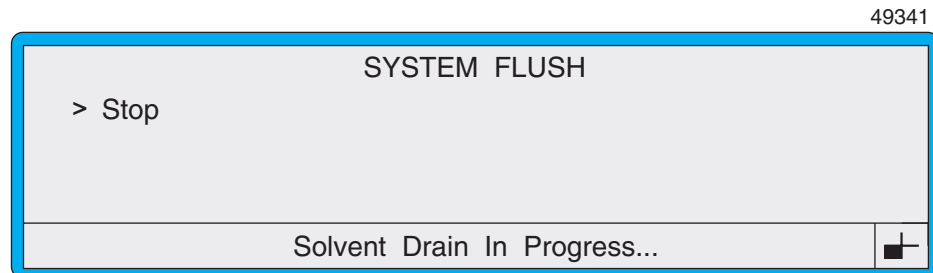 49341
SYSTEM FLUSH
> Stop
Solvent Drain In Progress...